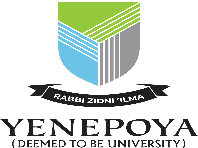 RABBI ZIDNI 'ILMA
YENEPOYA
(DEEMED TO BE UNIVERSITY)